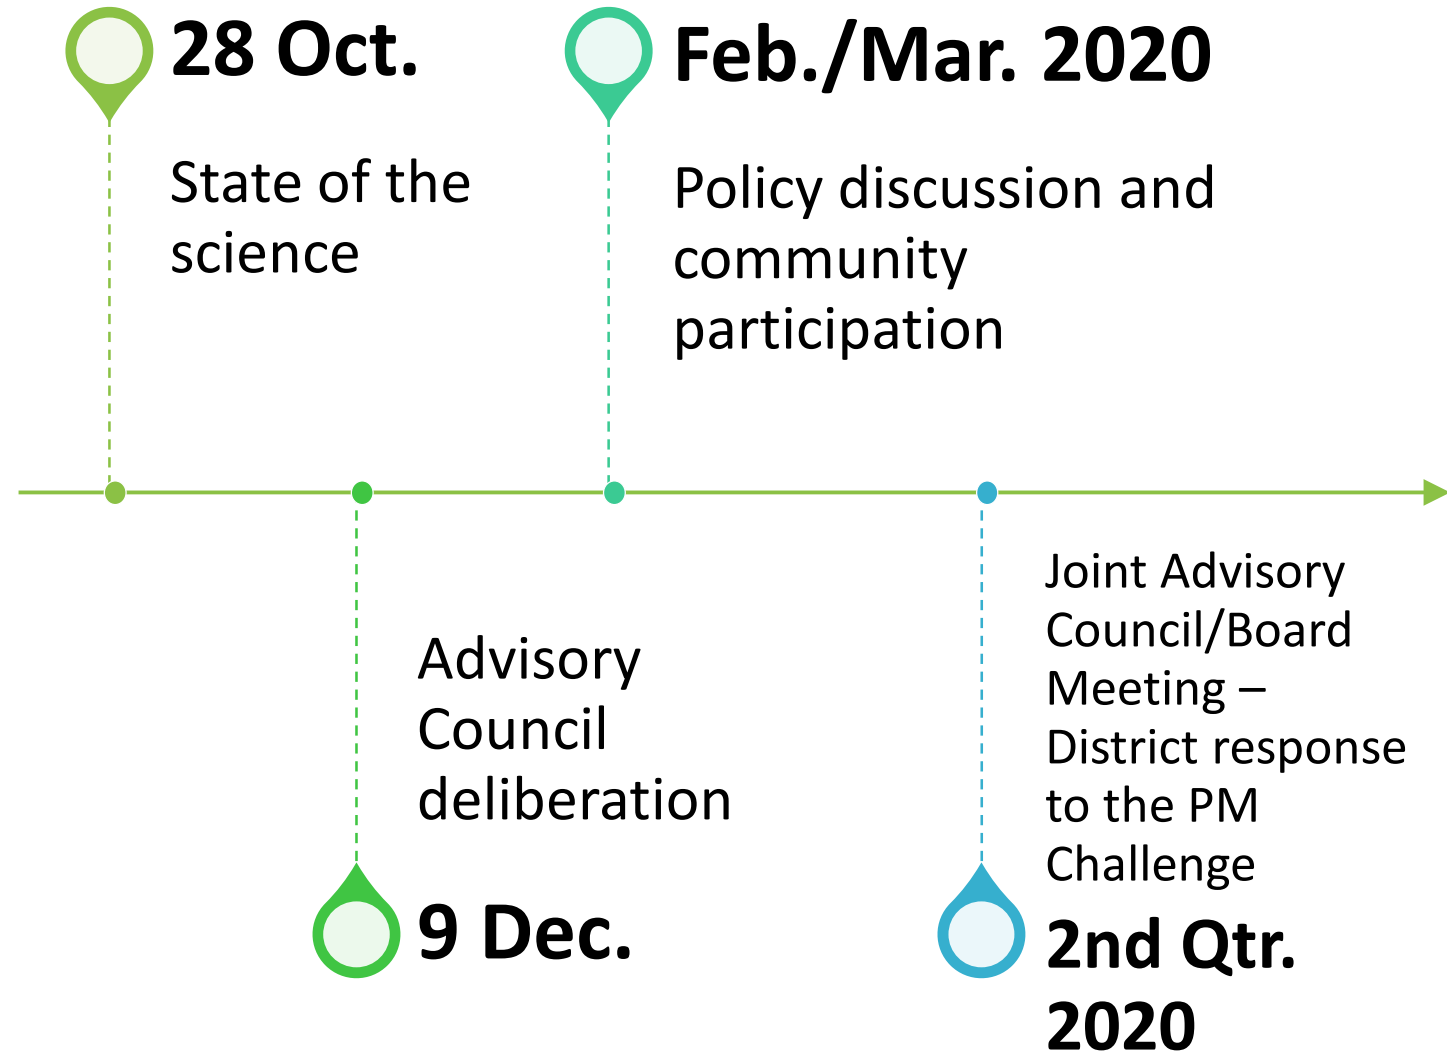 28 Oct.
State of the
science
Advisory
Council
deliberation
9 Dec.
Feb./Mar. 2020
Policy discussion and
community
participation
Joint Advisory
Council/Board
Meeting –
District response
to the PM
Challenge
2nd Qtr.
2020